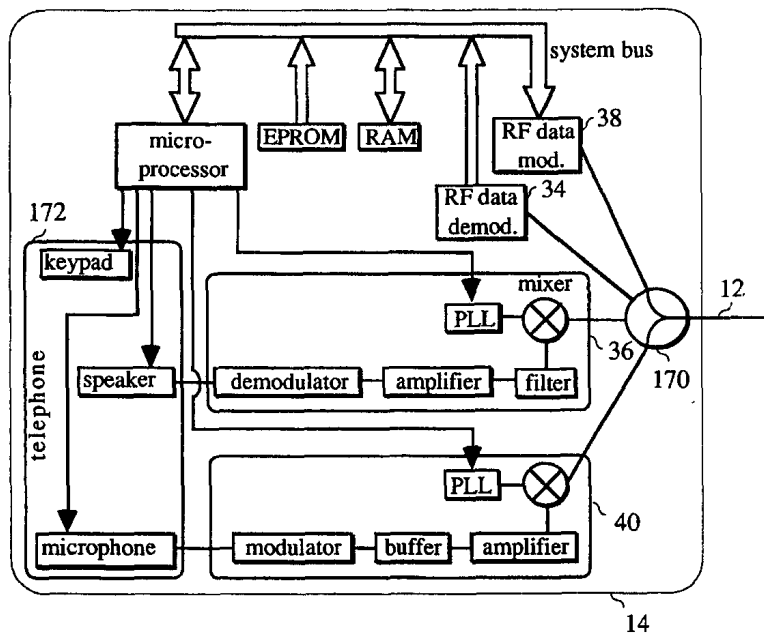 system bus
38
micro-
processor
EPROM
RAM
RF data
mod.
34
RF data
demod.
172
keypad
mixer
PLL
12
36
170
speaker
demodulator
amplifier
filter
telephone
PLL
40
microphone
modulator
buffer
amplifier
14